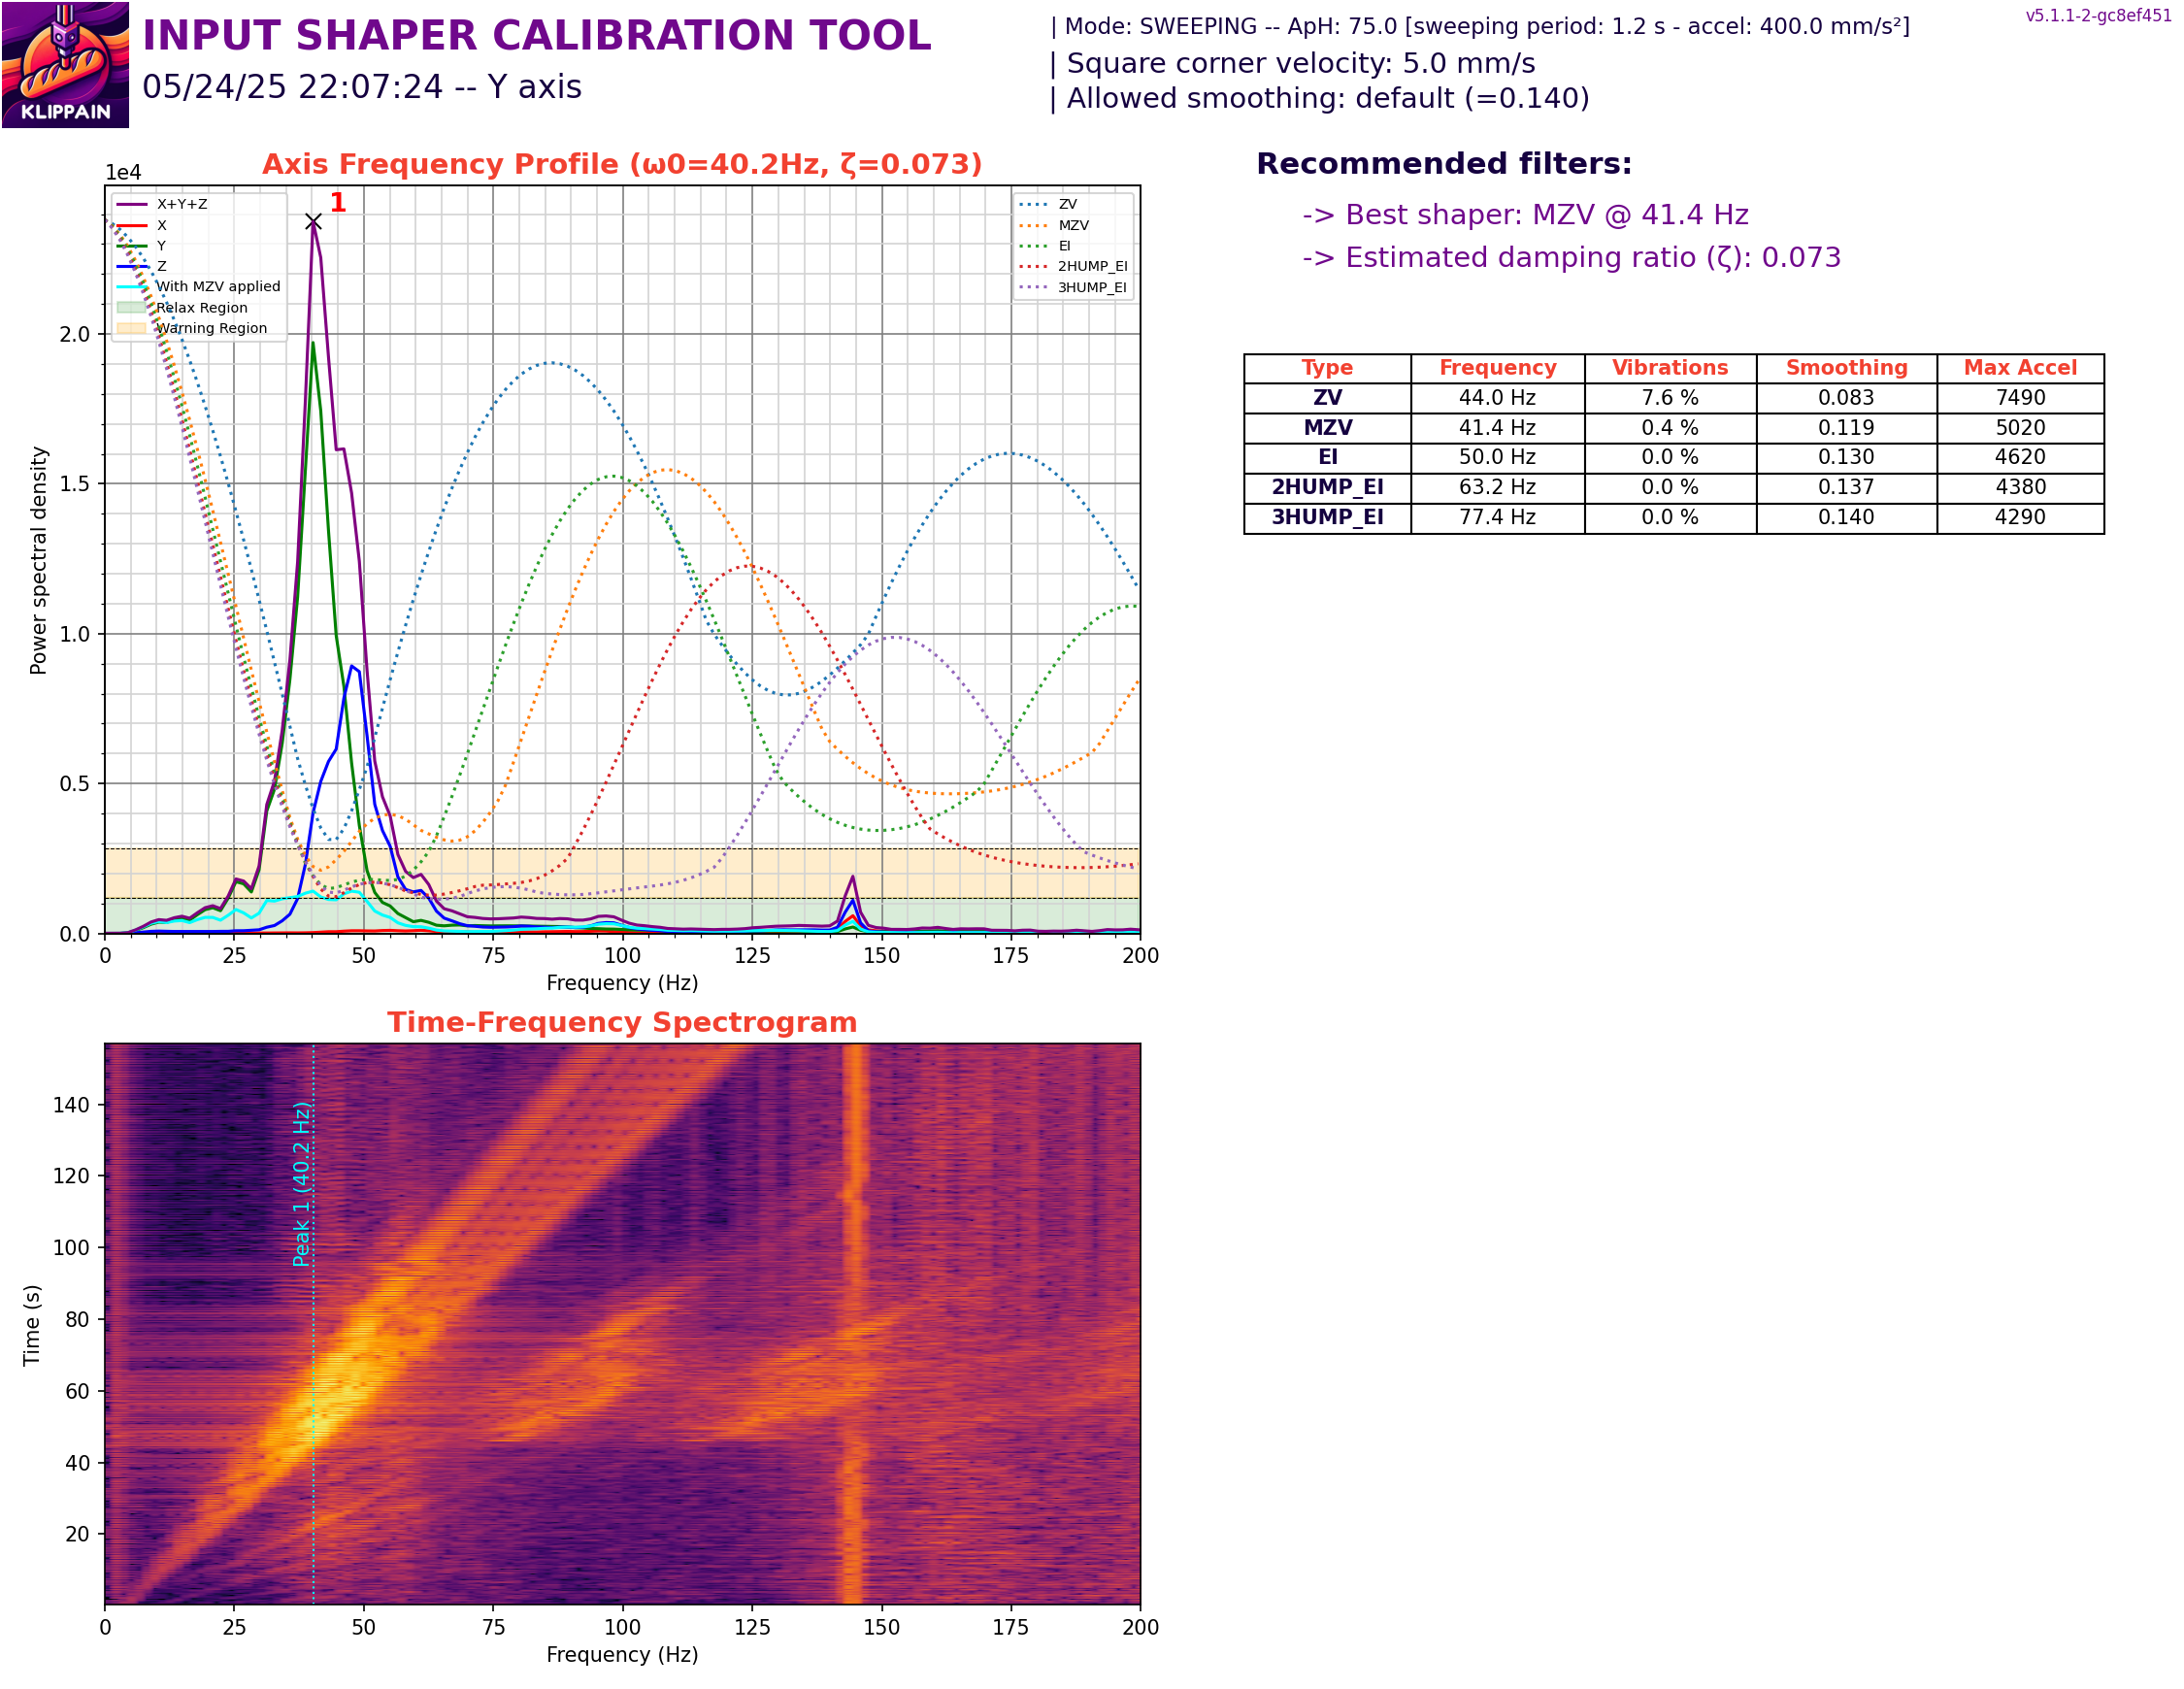 INPUT SHAPER CALIBRATION TOOL
05/24/25 22:07:24 -- Y axis
KLIPPAIN
| Mode: SWEEPING -- ApH: 75.0 [sweeping period: 1.2 s - accel: 400.0 mm/s²]
| Square corner velocity: 5.0 mm/s
| Allowed smoothing: default (=0.140)
v5.1.1-2-gc8ef451
Axis Frequency Profile (ω0=40.2Hz, ζ=0.073)
1e4
1
X+Y+Z
X
Y
Z
With MZV applied
Relax Region
Warning Region
ZV
MZV
EI
2HUMP_EI
3HUMP_EI
Power spectral density
2.0
1.5
1.0
0.5
0.0
0 25 50 75 100 125 150 175 200
Frequency (Hz)
Recommended filters:
-> Best shaper: MZV @ 41.4 Hz
-> Estimated damping ratio (ζ): 0.073
Type Frequency Vibrations Smoothing Max Accel
ZV 44.0 Hz 7.6 % 0.083 7490
MZV 41.4 Hz 0.4 % 0.119 5020
EI 50.0 Hz 0.0 % 0.130 4620
2HUMP_EI 63.2 Hz 0.0 % 0.137 4380
3HUMP_EI 77.4 Hz 0.0 % 0.140 4290
Time-Frequency Spectrogram
Peak 1 (40.2 Hz)
Time (s)
140
120
100
80
60
40
20
0 25 50 75 100 125 150 175 200
Frequency (Hz)